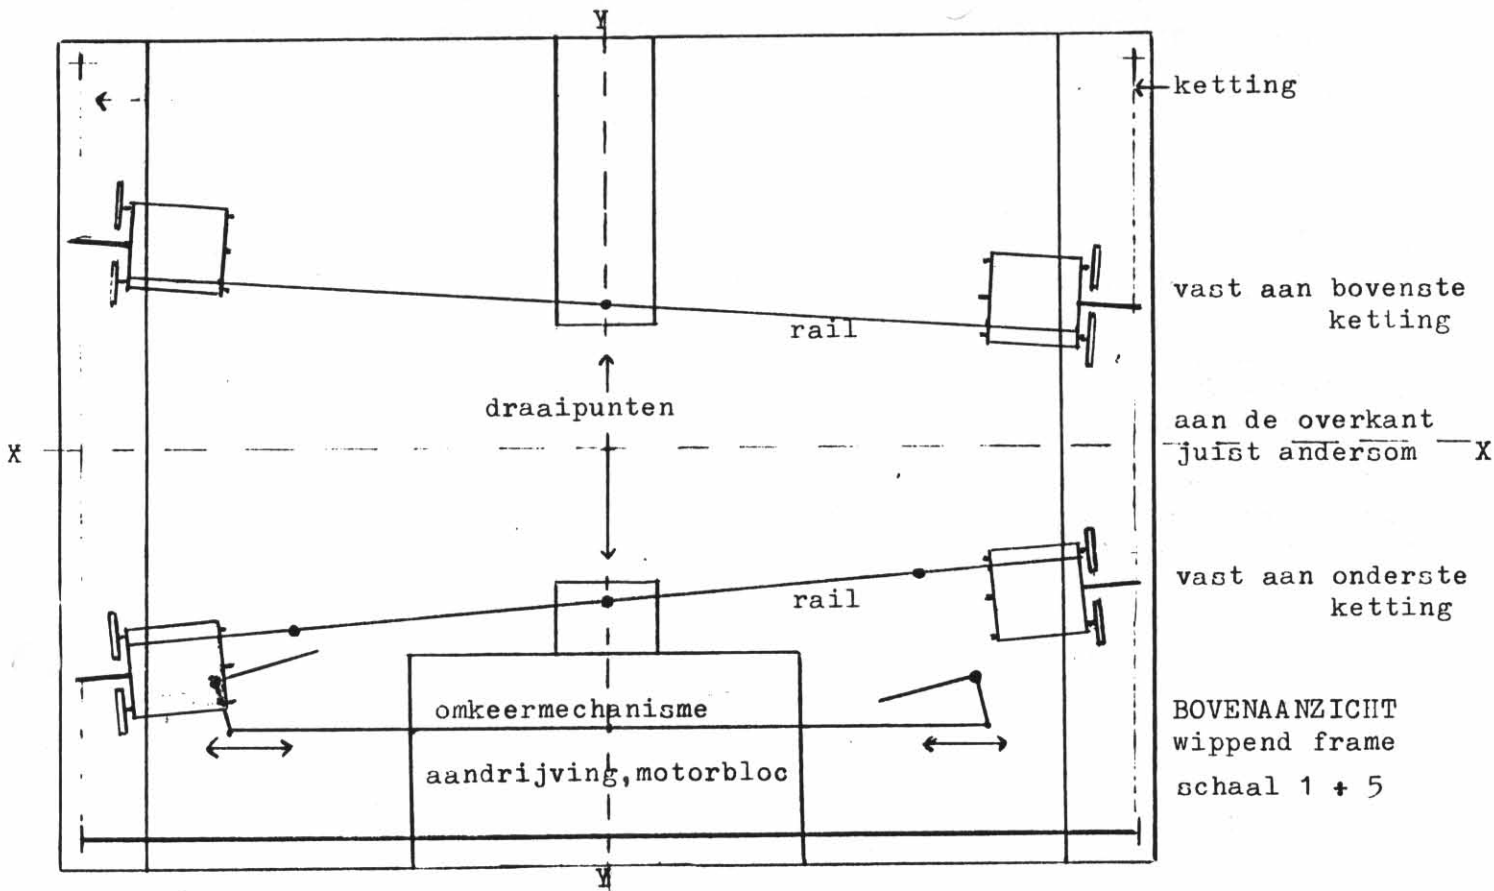 Y
ketting
vast aan bovenste
ketting
rail
draaipunten
aan de overkant
X
juist andersom X
vast aan onderste
ketting
rail
omkeermechanisme
BOVENAANZICHT
wippend frame
aandrijving,motorbloc
schaal 1 + 5
Y